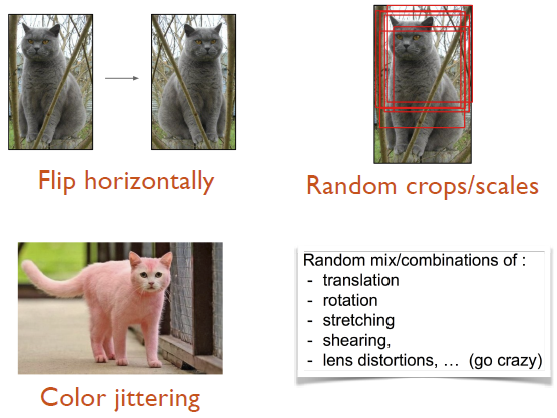 Flip horizontally
Random crops/scales
Color jittering
Random mix/combinations of :
- translation
- rotation
- stretching
- shearing,
- lens distortions, … (go crazy)